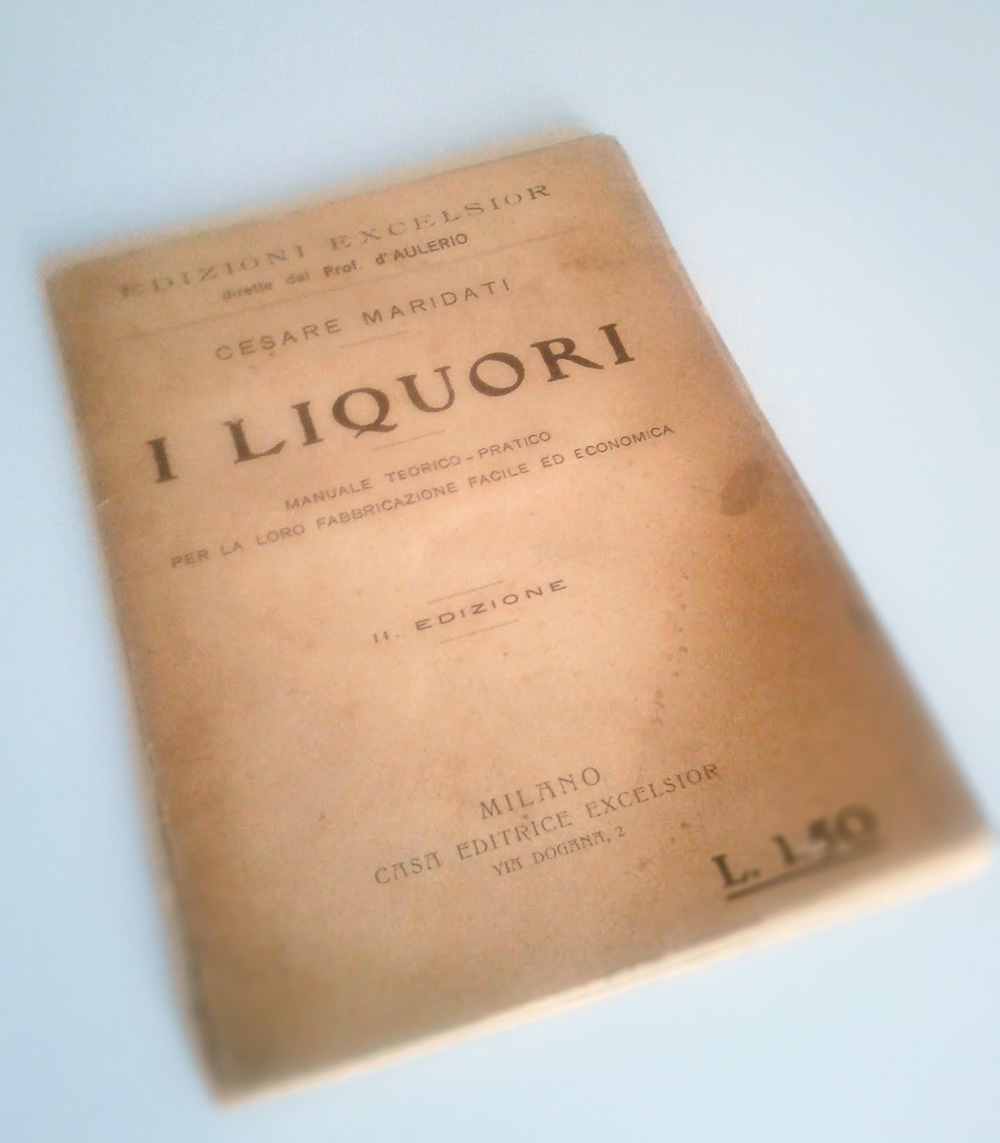 EDIZIONI EXCELSIOR
dirette dal Prof. d'AULERIO
CESARE MARIDATI
I LIQUORI
MANUALE TEORICO-PRATICO
PER LA LORO FABBRICAZIONE FACILE ED ECONOMICA
II. EDIZIONE
MILANO
CASA EDITRICE EXCELSIOR
VIA DOGANA, 2
L. 1.50